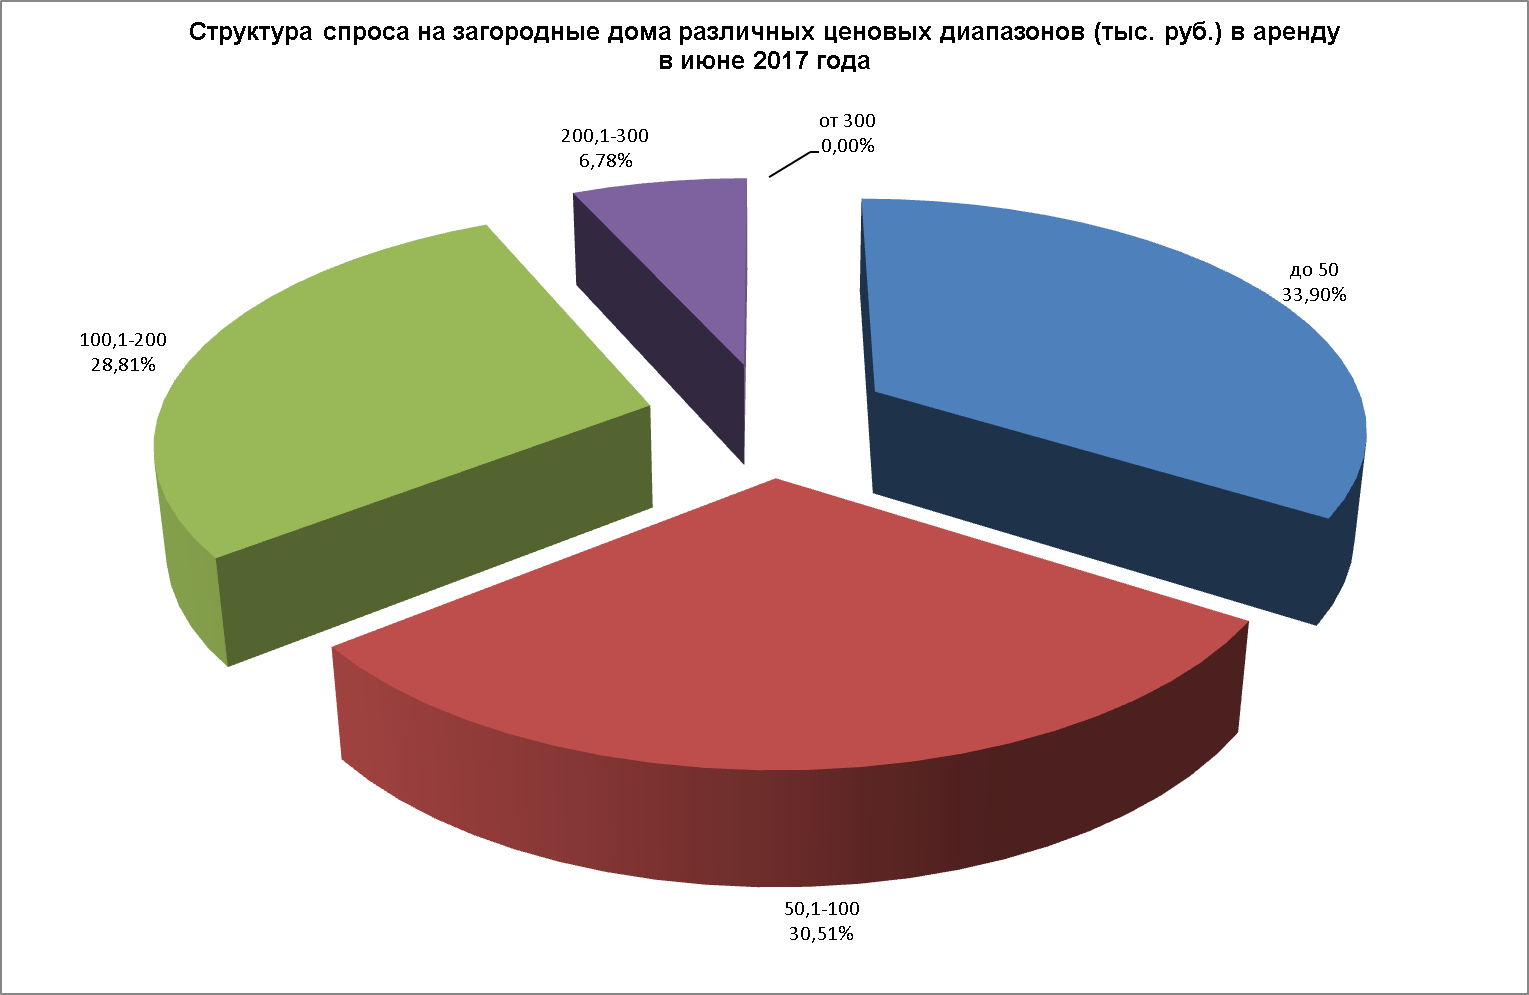 Структура спроса на загородные дома различных ценовых диапазонов (тыс. руб.) в аренду
в июне 2017 года
от 300
0,00%
200,1-300
6,78%
до 50
33,90%
100,1-200
28,81%
50,1-100
30,51%